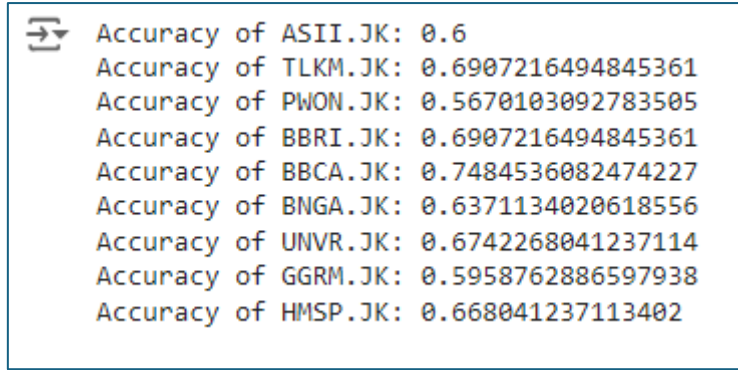 Accuracy of ASII.JK: 0.6
Accuracy of TLKM.JK: 0.6907216494845361
Accuracy of PWON.JK: 0.5670103092783505
Accuracy of BBRI.JK: 0.6907216494845361
Accuracy of BBCA.JK: 0.7484536082474227
Accuracy of BNGA.JK: 0.6371134020618556
Accuracy of UNVR.JK: 0.6742268041237114
Accuracy of GGRM.JK: 0.5958762886597938
Accuracy of HMSP.JK: 0.668041237113402